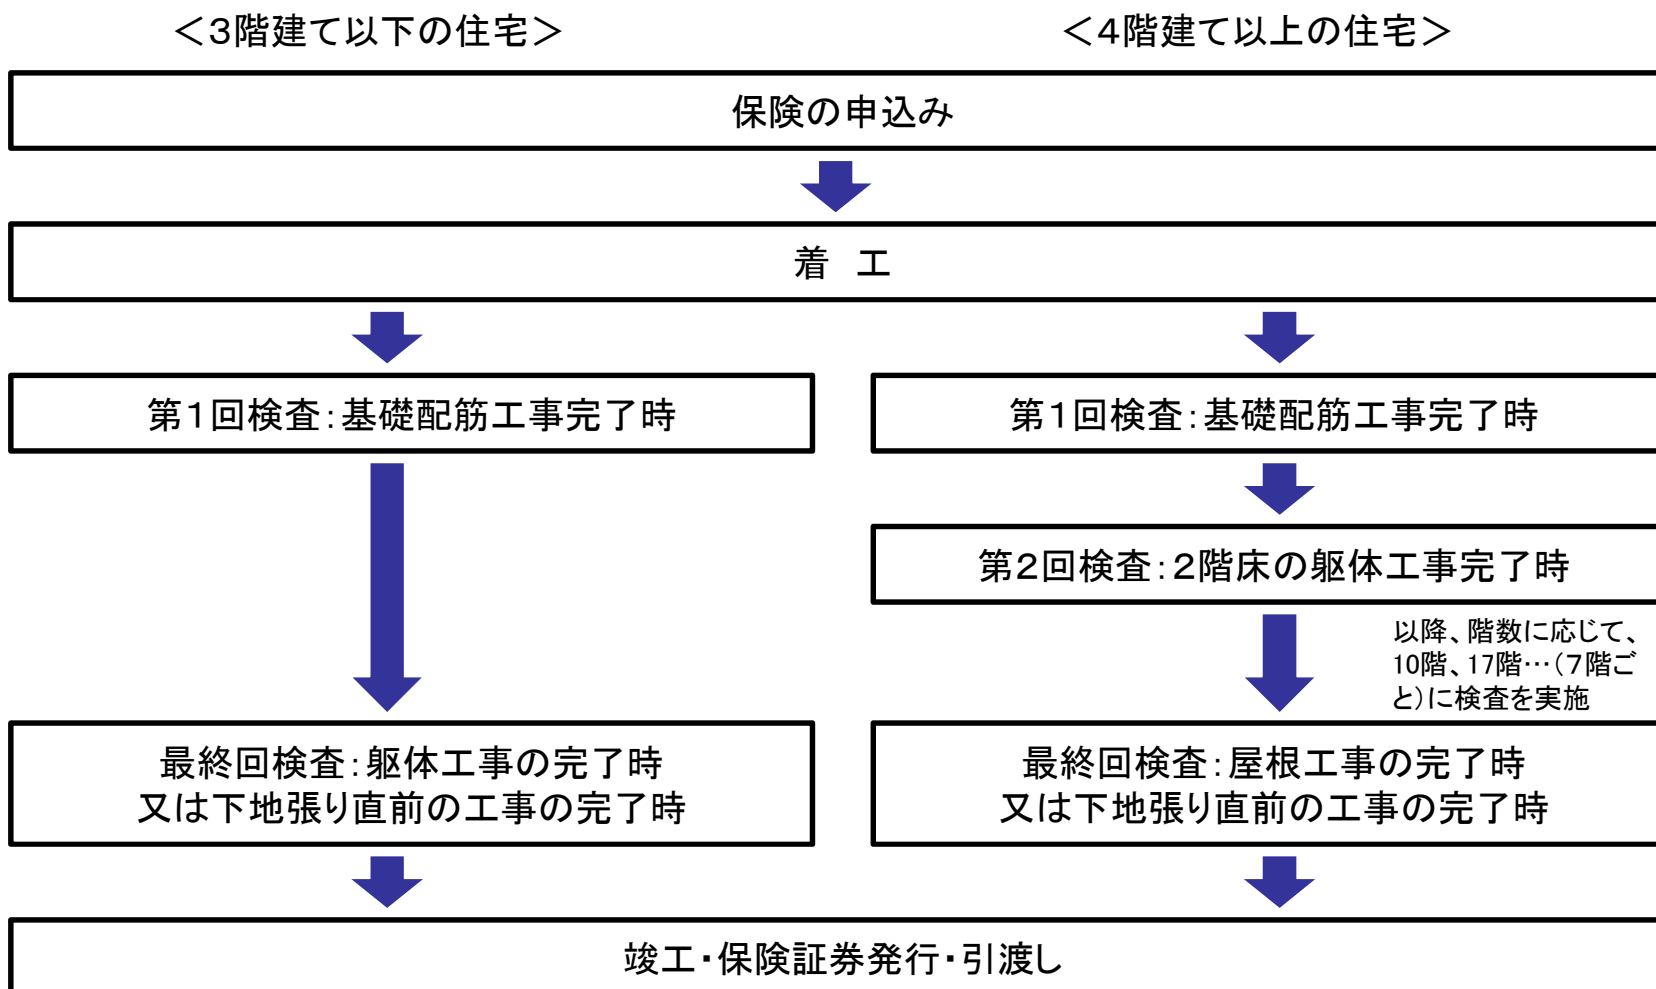 ＜３階建て以下の住宅＞
＜４階建て以上の住宅＞
保険の申込み
着　工
第１回検査：基礎配筋工事完了時
第１回検査：基礎配筋工事完了時
第２回検査：２階床の躯体工事完了時
以降、階数に応じて、
10階、17階…（７階ご
と）に検査を実施
最終回検査：躯体工事の完了時
又は下地張り直前の工事の完了時
最終回検査：屋根工事の完了時
又は下地張り直前の工事の完了時
竣工・保険証券発行・引渡し